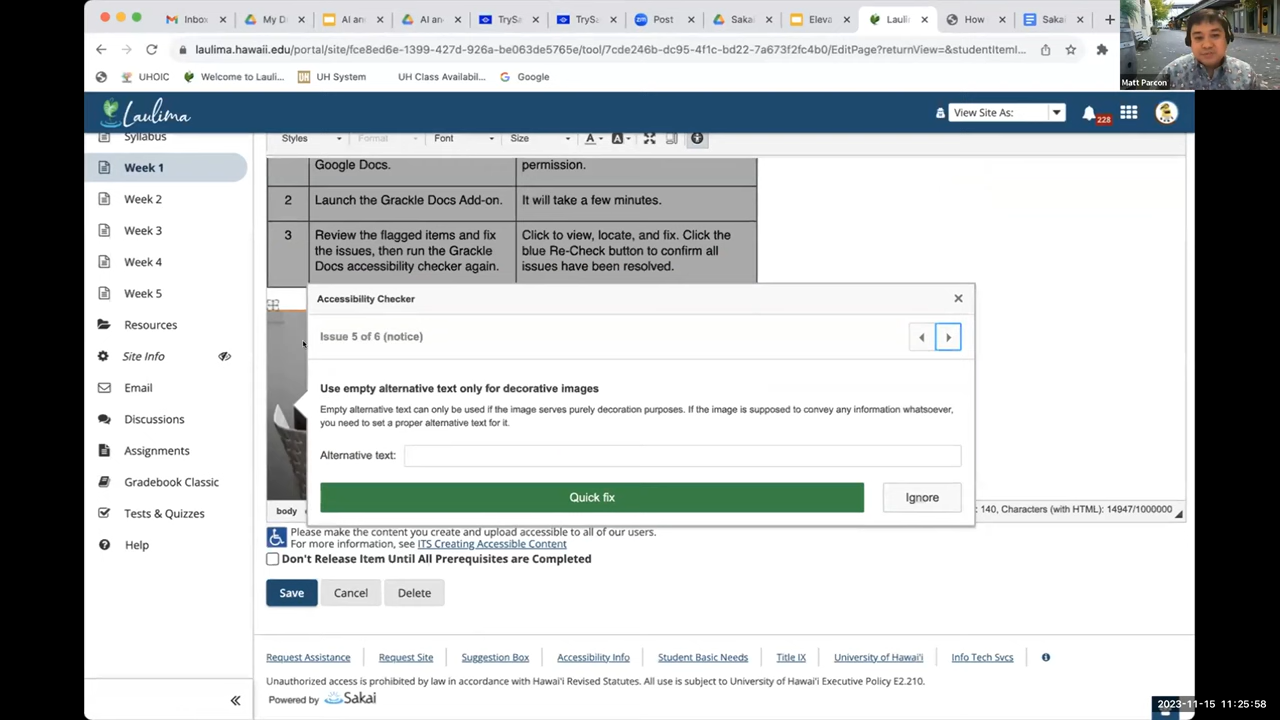 Inbox
My D
AI an
AI an
TrySa
TrySa
Post
Saka
Eleva
Lauli
How
Sakai
laulima.hawaii.edu/portal/site/fce8ed6e-1399-427d-926a-be063de5765e/tool/7cde246b-dc95-4f1c-bd22-7a673f2fc4b0/EditPage?returnView=&studentItemI...
UHOIC
Welcome to Lauli...
UH System
UH Class Availabil...
Google
Matt Parcon
Laulima
View Site As:
228
Syllabus
Week 1
Week 2
Week 3
Week 4
Week 5
Resources
Site Info
Email
Discussions
Assignments
Gradebook Classic
Tests & Quizzes
Help
Styles
Format
Font
Size
A
A
Google Docs.
permission.
2
Launch the Grackle Docs Add-on.
It will take a few minutes.
3
Review the flagged items and fix
the issues, then run the Grackle
Docs accessibility checker again.
Click to view, locate, and fix. Click the
blue Re-Check button to confirm all
issues have been resolved.
Accessibility Checker
Issue 5 of 6 (notice)
Use empty alternative text only for decorative images
Empty alternative text can only be used if the image serves purely decoration purposes. If the image is supposed to convey any information whatsoever,
you need to set a proper alternative text for it.
Alternative text:
Quick fix
Ignore
body
: 140, Characters (with HTML): 14947/1000000
Please make the content you create and upload accessible to all of our users.
For more information, see ITS Creating Accessible Content
Don't Release Item Until All Prerequisites are Completed
Save
Cancel
Delete
Request Assistance
Request Site
Suggestion Box
Accessibility Info
Student Basic Needs
Title IX
University of Hawai'i
Info Tech Svcs
Unauthorized access is prohibited by law in accordance with Hawai'i Revised Statutes. All use is subject to University of Hawai'i Executive Policy E2.210.
Powered by Sakai
2023-11-15 11:25:58